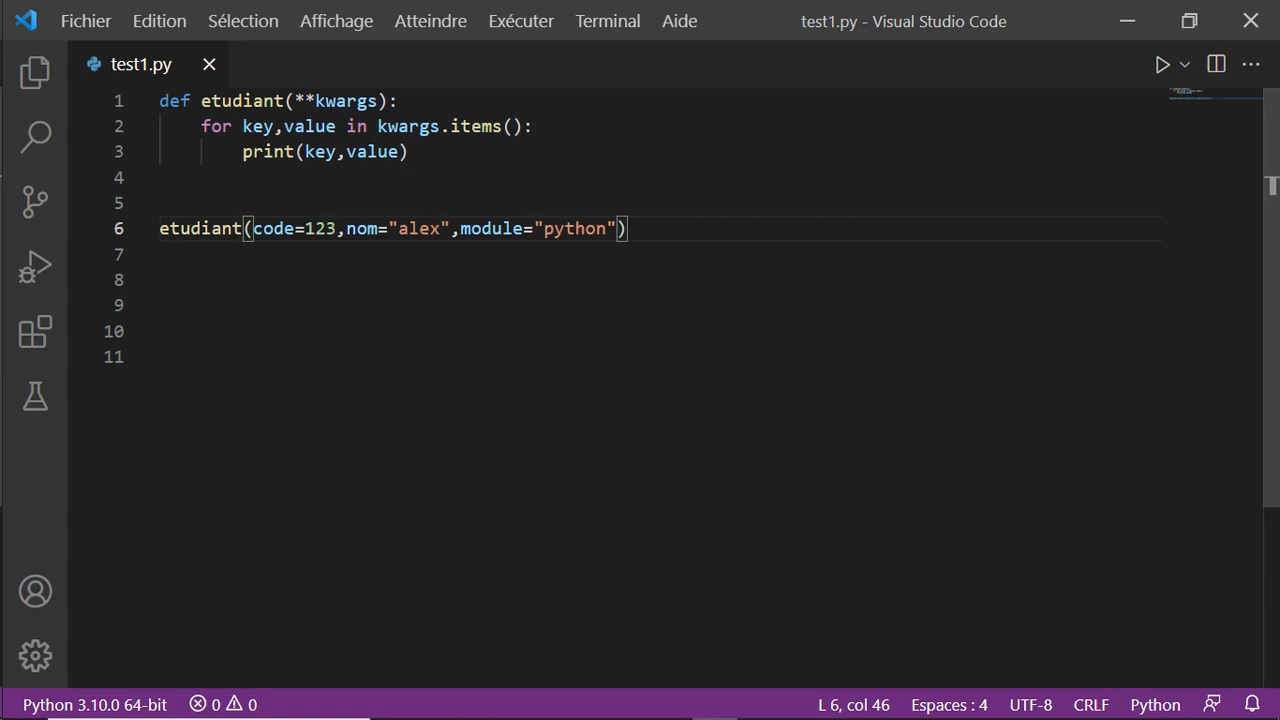 Fichier Edition Sélection Affichage Atteindre Exécuter Terminal Aide test1.py - Visual Studio Code
test1.py
1 def etudiant(**kwargs):
2     for key,value in kwargs.items():
3         print(key,value)
4
5
6 etudiant(code=123,nom="alex",module="python")
7
8
9
10
11
Python 3.10.0 64-bit 0 0 L 6, col 46 Espaces : 4 UTF-8 CRLF Python